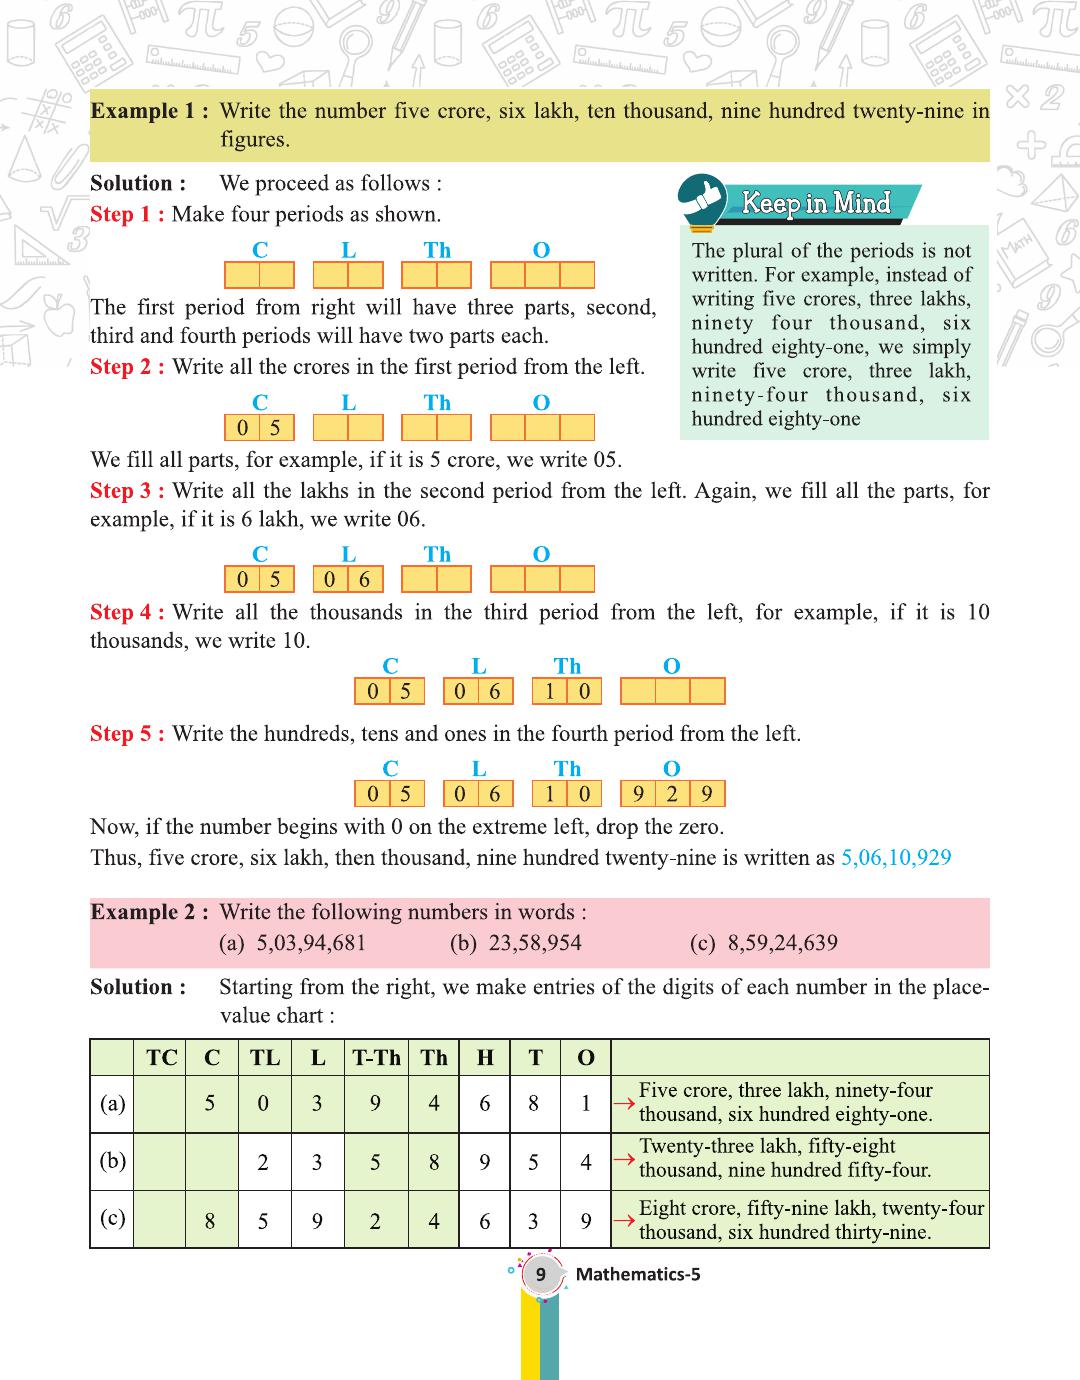 Example 1 : Write the number five crore, six lakh, ten thousand, nine hundred twenty-nine in
figures.
Solution : We proceed as follows :
Step 1 : Make four periods as shown.
C L Th O
The first period from right will have three parts, second,
third and fourth periods will have two parts each.
Step 2 : Write all the crores in the first period from the left.
C L Th O
0 5
We fill all parts, for example, if it is 5 crore, we write 05.
Keep in Mind
The plural of the periods is not
written. For example, instead of
writing five crores, three lakhs,
ninety four thousand, six
hundred eighty-one, we simply
write five crore, three lakh,
ninety-four thousand, six
hundred eighty-one
Step 3 : Write all the lakhs in the second period from the left. Again, we fill all the parts, for
example, if it is 6 lakh, we write 06.
C L Th O
0 5 0 6
Step 4 : Write all the thousands in the third period from the left, for example, if it is 10
thousands, we write 10.
C L Th O
0 5 0 6 1 0
Step 5 : Write the hundreds, tens and ones in the fourth period from the left.
C L Th O
0 5 0 6 1 0 9 2 9
Now, if the number begins with 0 on the extreme left, drop the zero.
Thus, five crore, six lakh, then thousand, nine hundred twenty-nine is written as 5,06,10,929
Example 2 : Write the following numbers in words :
(a) 5,03,94,681 (b) 23,58,954 (c) 8,59,24,639
Solution : Starting from the right, we make entries of the digits of each number in the place-
value chart :
TC C TL L T-Th Th H T O
(a) 5 0 3 9 4 6 8 1 → Five crore, three lakh, ninety-four
thousand, six hundred eighty-one.
(b) 2 3 5 8 9 5 4 → Twenty-three lakh, fifty-eight
thousand, nine hundred fifty-four.
(c) 8 5 9 2 4 6 3 9 → Eight crore, fifty-nine lakh, twenty-four
thousand, six hundred thirty-nine.
9 Mathematics-5